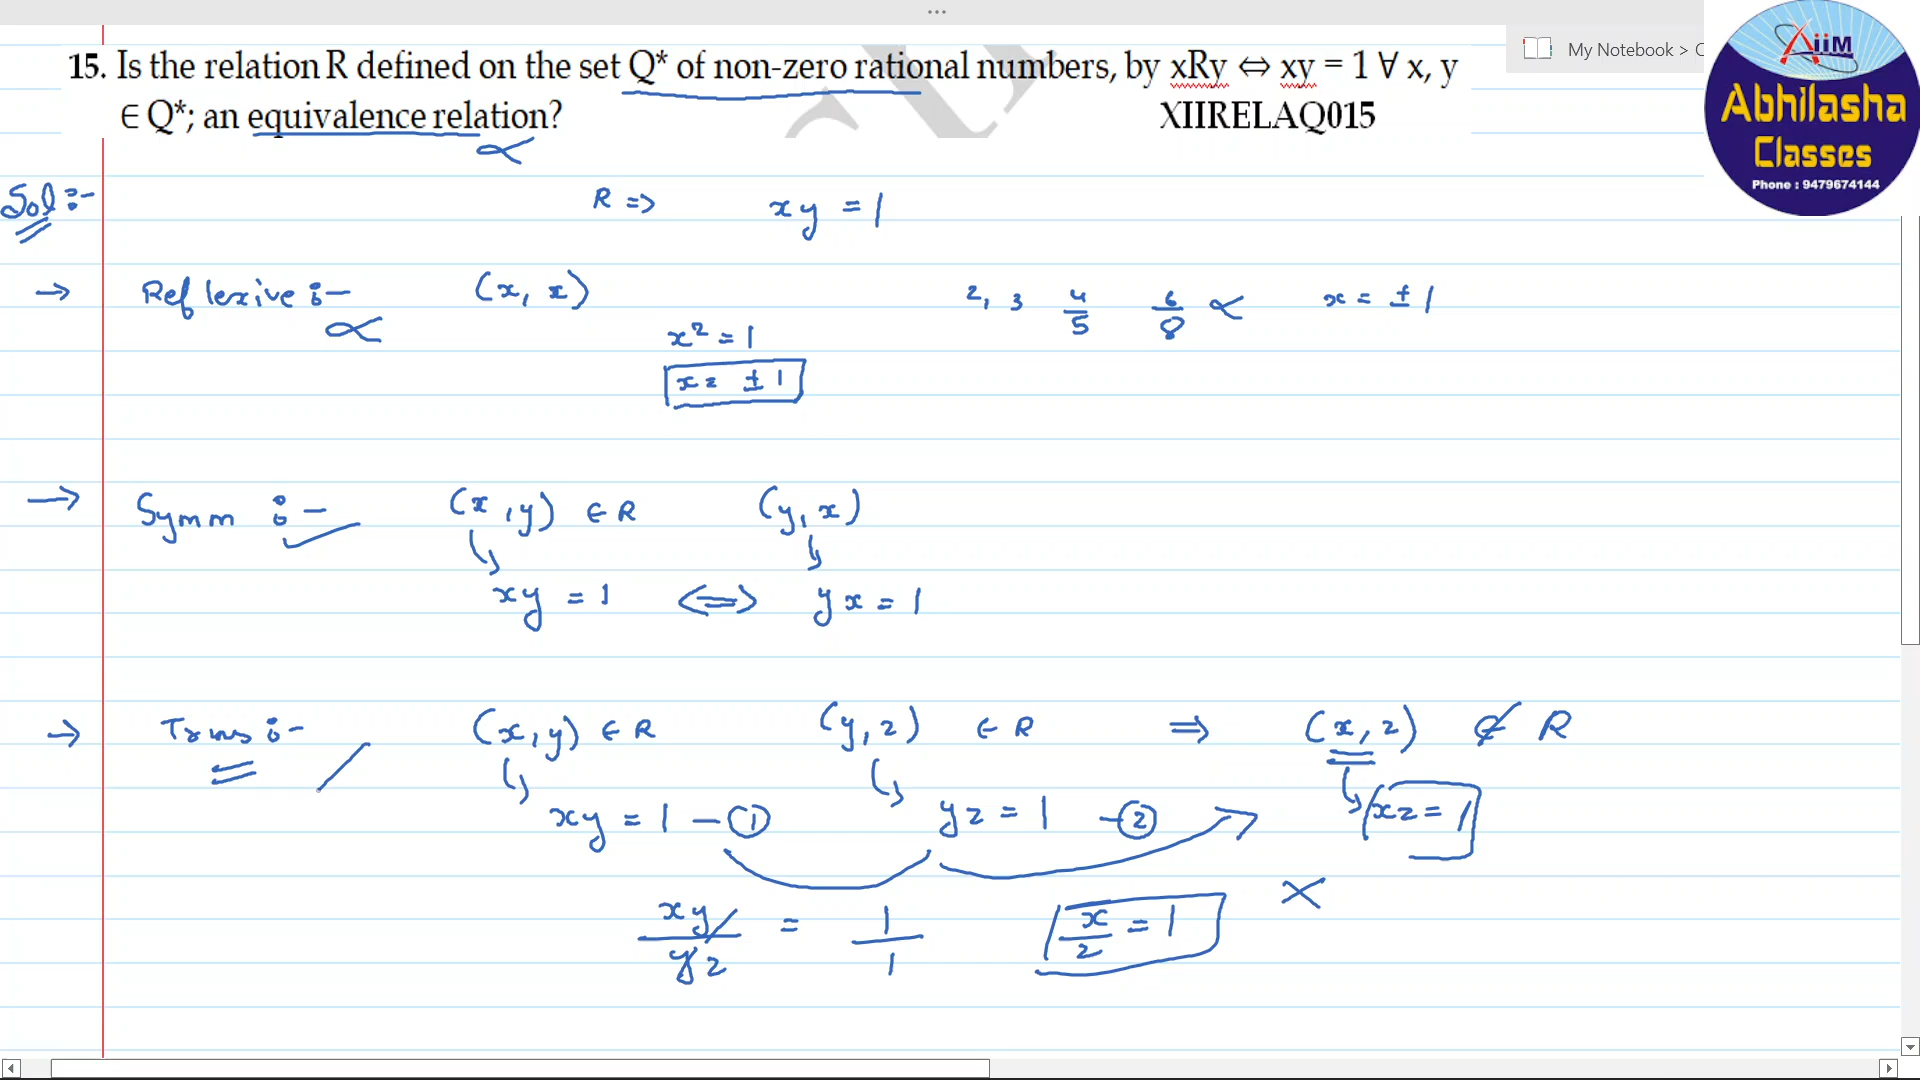 ...
My Notebook > C
AiiM
Abhilasha
Classes
Phone : 9479674144
15. Is the relation R defined on the set Q* of non-zero rational numbers, by xRy ⇔ xy = 1 ∀ x, y
∈ Q*; an equivalence relation? XIIRELAQ015
Sol :- R => xy = 1
→ Reflexive :- (x, x) 2, 3 4/5 6/8 x = ± 1
x² = 1
x = ± 1
→ Symm :- (x, y) ∈ R (y, x)
xy = 1 <=> yx = 1
→ Trans :- (x, y) ∈ R (y, z) ∈ R => (x, z) ∉ R
xy = 1 - ① yz = 1 - ② xz = 1
xy/yz = 1/1 x/z = 1 ×